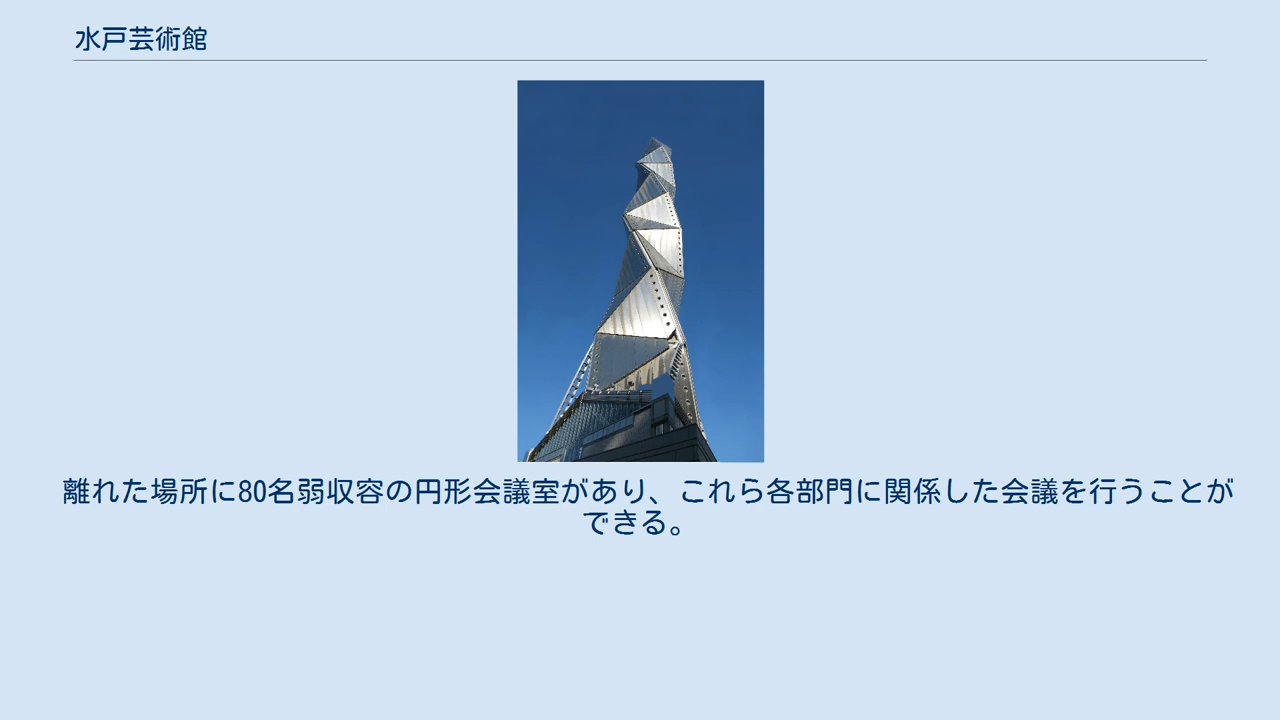 水戸芸術館
離れた場所に80名弱収容の円形会議室があり、これら各部門に関係した会議を行うことが
できる。